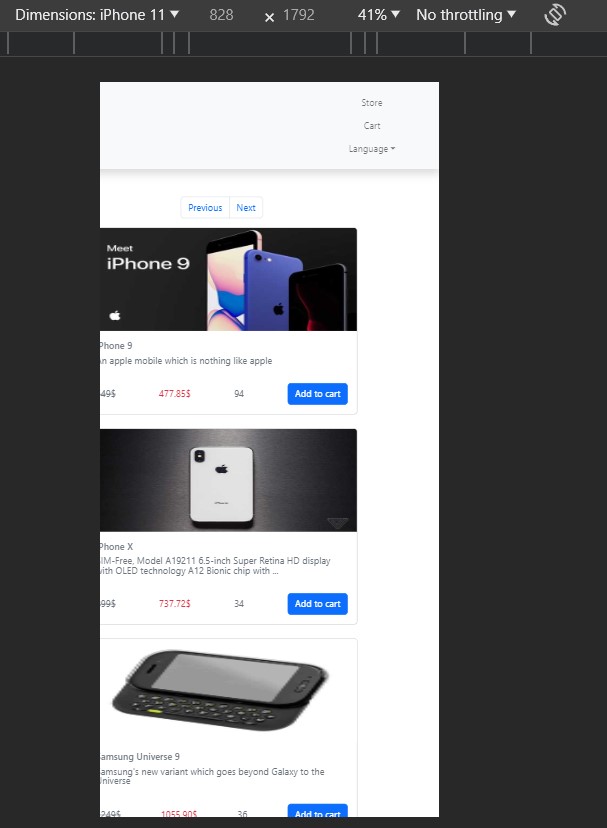 Dimensions: iPhone 11 828 × 1792 41% No throttling
Store
Cart
Language
Previous Next
Meet
iPhone 9
Phone 9
An apple mobile which is nothing like apple
49$ 477.85$ 94 Add to cart
Phone X
IM-Free, Model A19211 6.5-inch Super Retina HD display
with OLED technology A12 Bionic chip with ...
99$ 737.72$ 34 Add to cart
amsung Universe 9
amsung's new variant which goes beyond Galaxy to the
Universe
249$ 1055.90$ 36 Add to cart